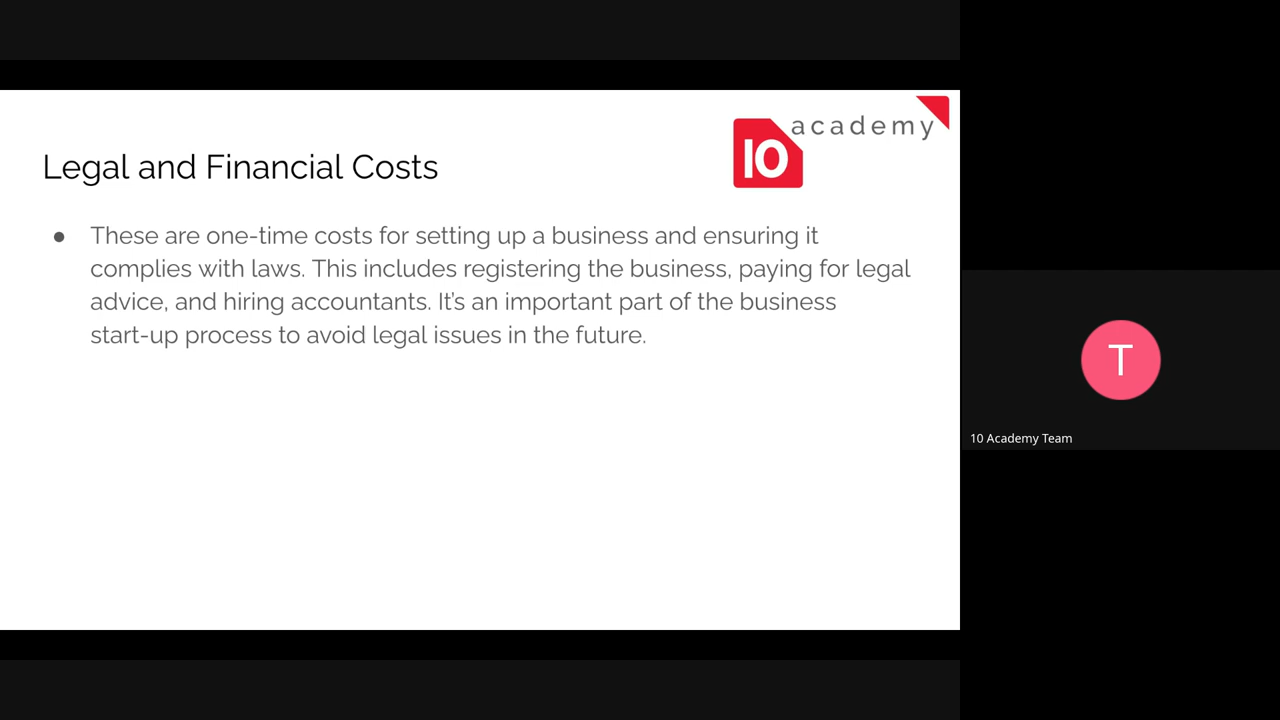 10 academy
Legal and Financial Costs
● These are one-time costs for setting up a business and ensuring it
complies with laws. This includes registering the business, paying for legal
advice, and hiring accountants. It's an important part of the business
start-up process to avoid legal issues in the future.
T
10 Academy Team